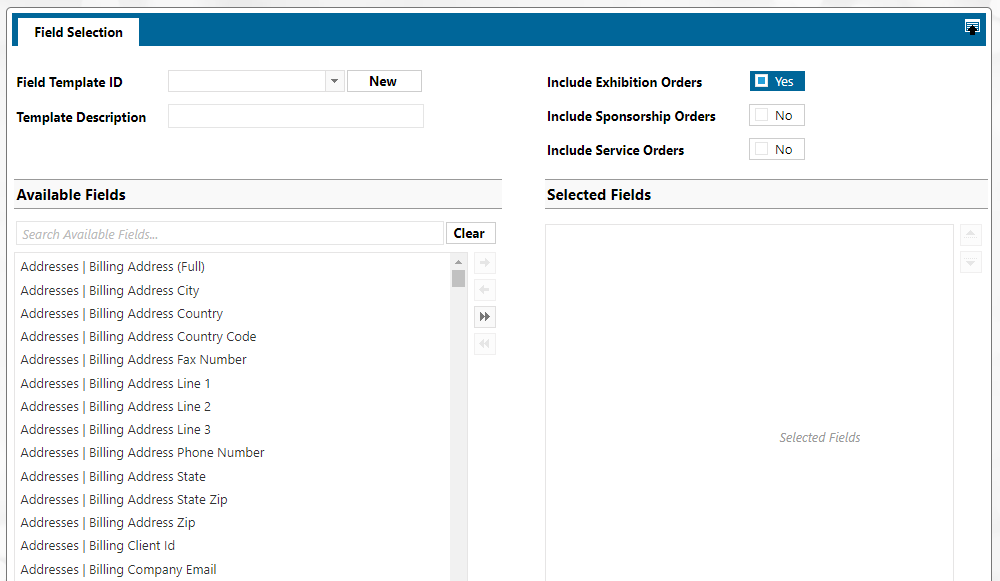 Field Selection
Field Template ID
New
Template Description
Include Exhibition Orders
Yes
Include Sponsorship Orders
No
Include Service Orders
No
Available Fields
Search Available Fields...
Clear
Addresses | Billing Address (Full)
Addresses | Billing Address City
Addresses | Billing Address Country
Addresses | Billing Address Country Code
Addresses | Billing Address Fax Number
Addresses | Billing Address Line 1
Addresses | Billing Address Line 2
Addresses | Billing Address Line 3
Addresses | Billing Address Phone Number
Addresses | Billing Address State
Addresses | Billing Address State Zip
Addresses | Billing Address Zip
Addresses | Billing Client Id
Addresses | Billing Company Email
Selected Fields
Selected Fields